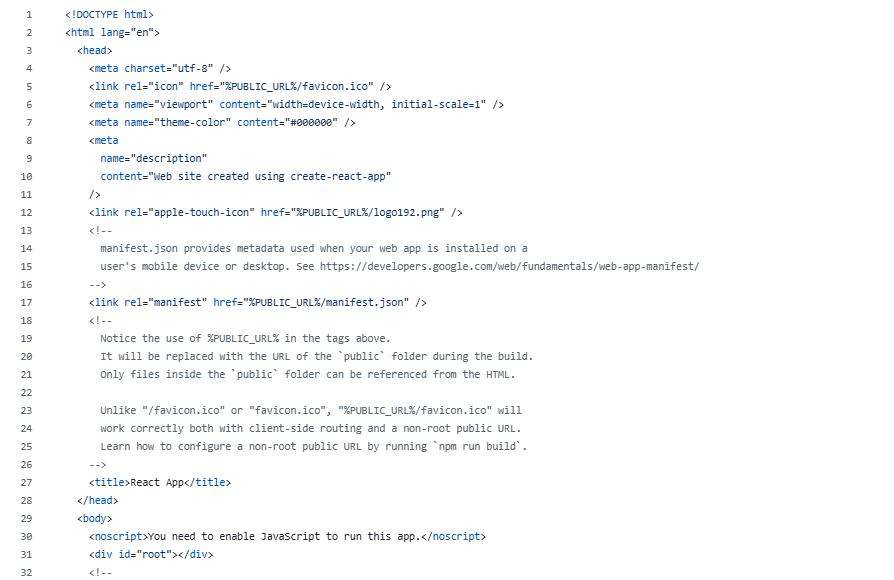 1 <!DOCTYPE html>
2 <html lang="en">
3 <head>
4 <meta charset="utf-8" />
5 <link rel="icon" href="%PUBLIC_URL%/favicon.ico" />
6 <meta name="viewport" content="width=device-width, initial-scale=1" />
7 <meta name="theme-color" content="#000000" />
8 <meta
9 name="description"
10 content="Web site created using create-react-app"
11 />
12 <link rel="apple-touch-icon" href="%PUBLIC_URL%/logo192.png" />
13 <!--
14 manifest.json provides metadata used when your web app is installed on a
15 user's mobile device or desktop. See https://developers.google.com/web/fundamentals/web-app-manifest/
16 -->
17 <link rel="manifest" href="%PUBLIC_URL%/manifest.json" />
18 <!--
19 Notice the use of %PUBLIC_URL% in the tags above.
20 It will be replaced with the URL of the `public` folder during the build.
21 Only files inside the `public` folder can be referenced from the HTML.
22
23 Unlike "/favicon.ico" or "favicon.ico", "%PUBLIC_URL%/favicon.ico" will
24 work correctly both with client-side routing and a non-root public URL.
25 Learn how to configure a non-root public URL by running `npm run build`.
26 -->
27 <title>React App</title>
28 </head>
29 <body>
30 <noscript>You need to enable JavaScript to run this app.</noscript>
31 <div id="root"></div>
32 <!--